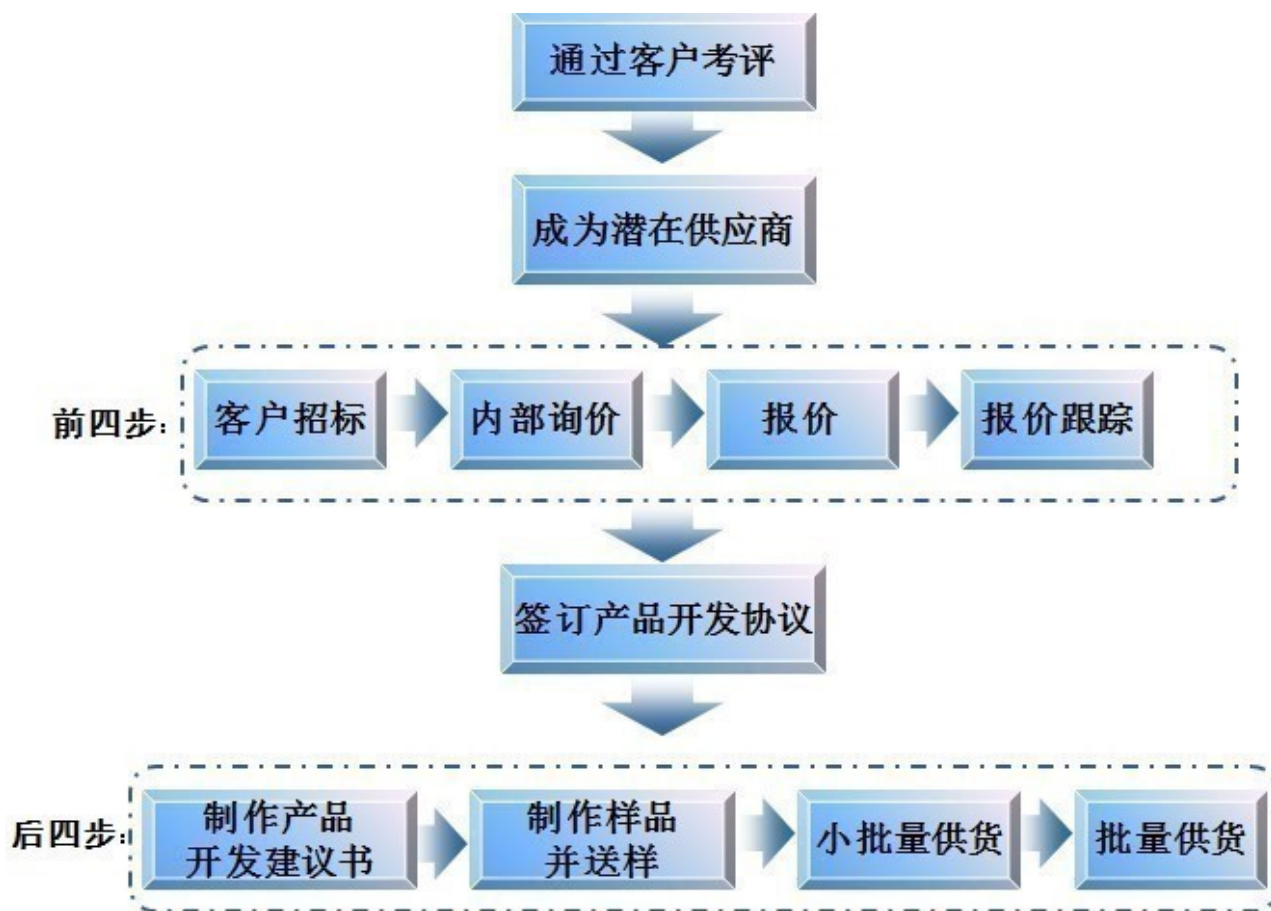 通过客户考评
成为潜在供应商
前四步：
客户招标
内部询价
报价
报价跟踪
签订产品开发协议
后四步：
制作产品
开发建议书
制作样品
并送样
小批量供货
批量供货